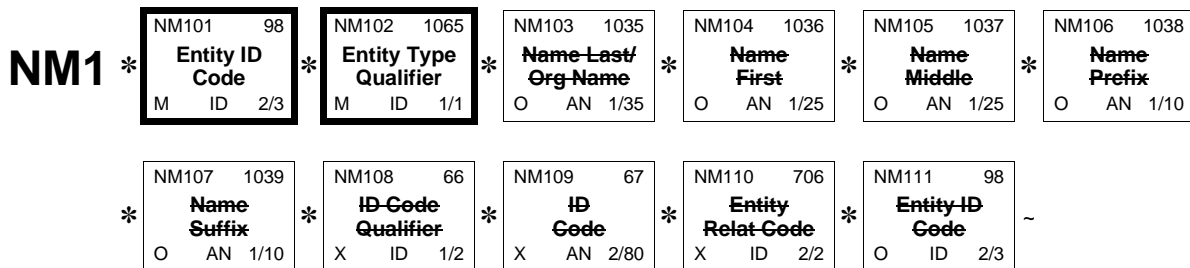 NM101 98 NM102 1065 NM103 1035 NM104 1036 NM105 1037 NM106 1038
NM1 * Entity ID Code * Entity Type Qualifier * Name Last/ Org Name * Name First * Name Middle * Name Prefix
M ID 2/3 M ID 1/1 O AN 1/35 O AN 1/25 O AN 1/25 O AN 1/10
NM107 1039 NM108 66 NM109 67 NM110 706 NM111 98
* Name Suffix * ID Code Qualifier * ID Code * Entity Relat Code * Entity ID Code ~
O AN 1/10 X ID 1/2 X AN 2/80 X ID 2/2 O ID 2/3